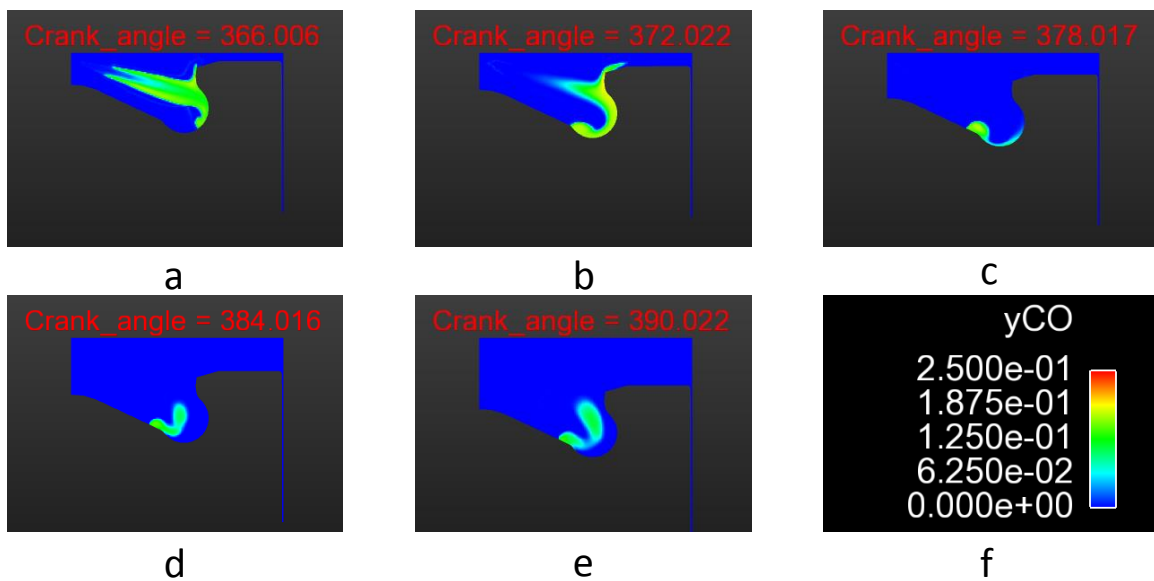 Crank_angle = 366.006
Crank_angle = 372.022
Crank_angle = 378.017
a
b
c
Crank_angle = 384.016
Crank_angle = 390.022
yCO
2.500e-01
1.875e-01
1.250e-01
6.250e-02
0.000e+00
d
e
f